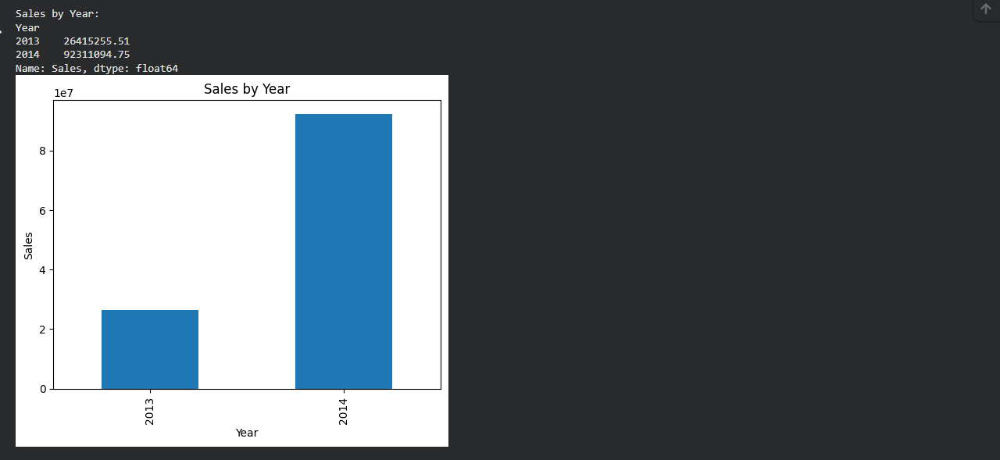 Sales by Year:
Year
2013    26415255.51
2014    92311094.75
Name: Sales, dtype: float64
Sales by Year
1e7
8
6
4
2
0
Sales
2013
2014
Year